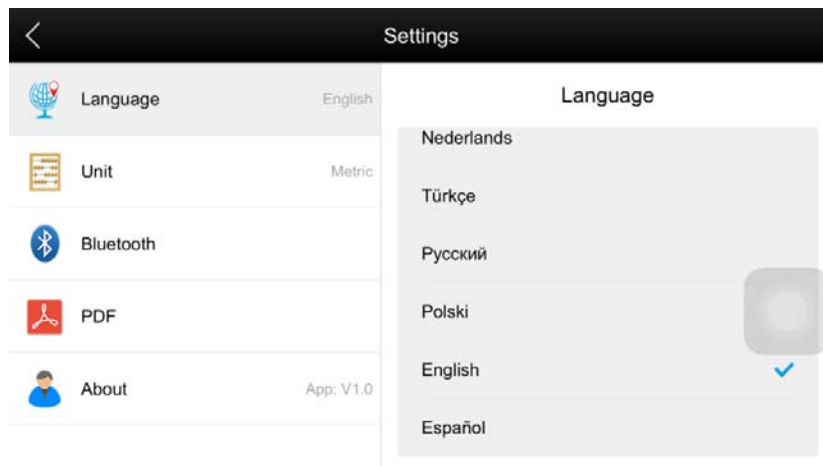 Settings
Language English
Unit Metric
Bluetooth
PDF
About App: V1.0
Language
Nederlands
Türkçe
Русский
Polski
English
Español